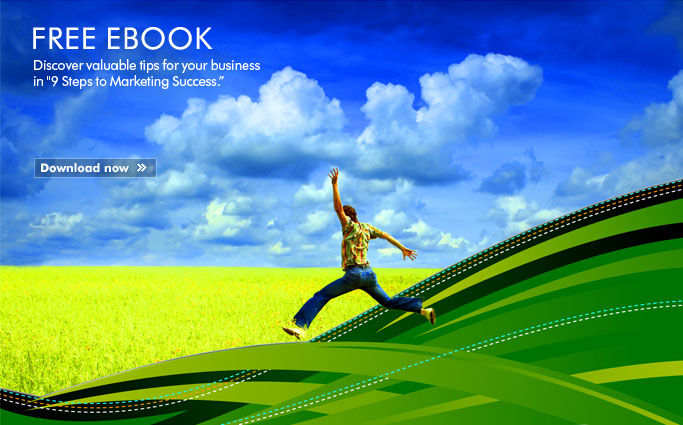 FREE EBOOK
Discover valuable tips for your business
in "9 Steps to Marketing Success.”
Download now »